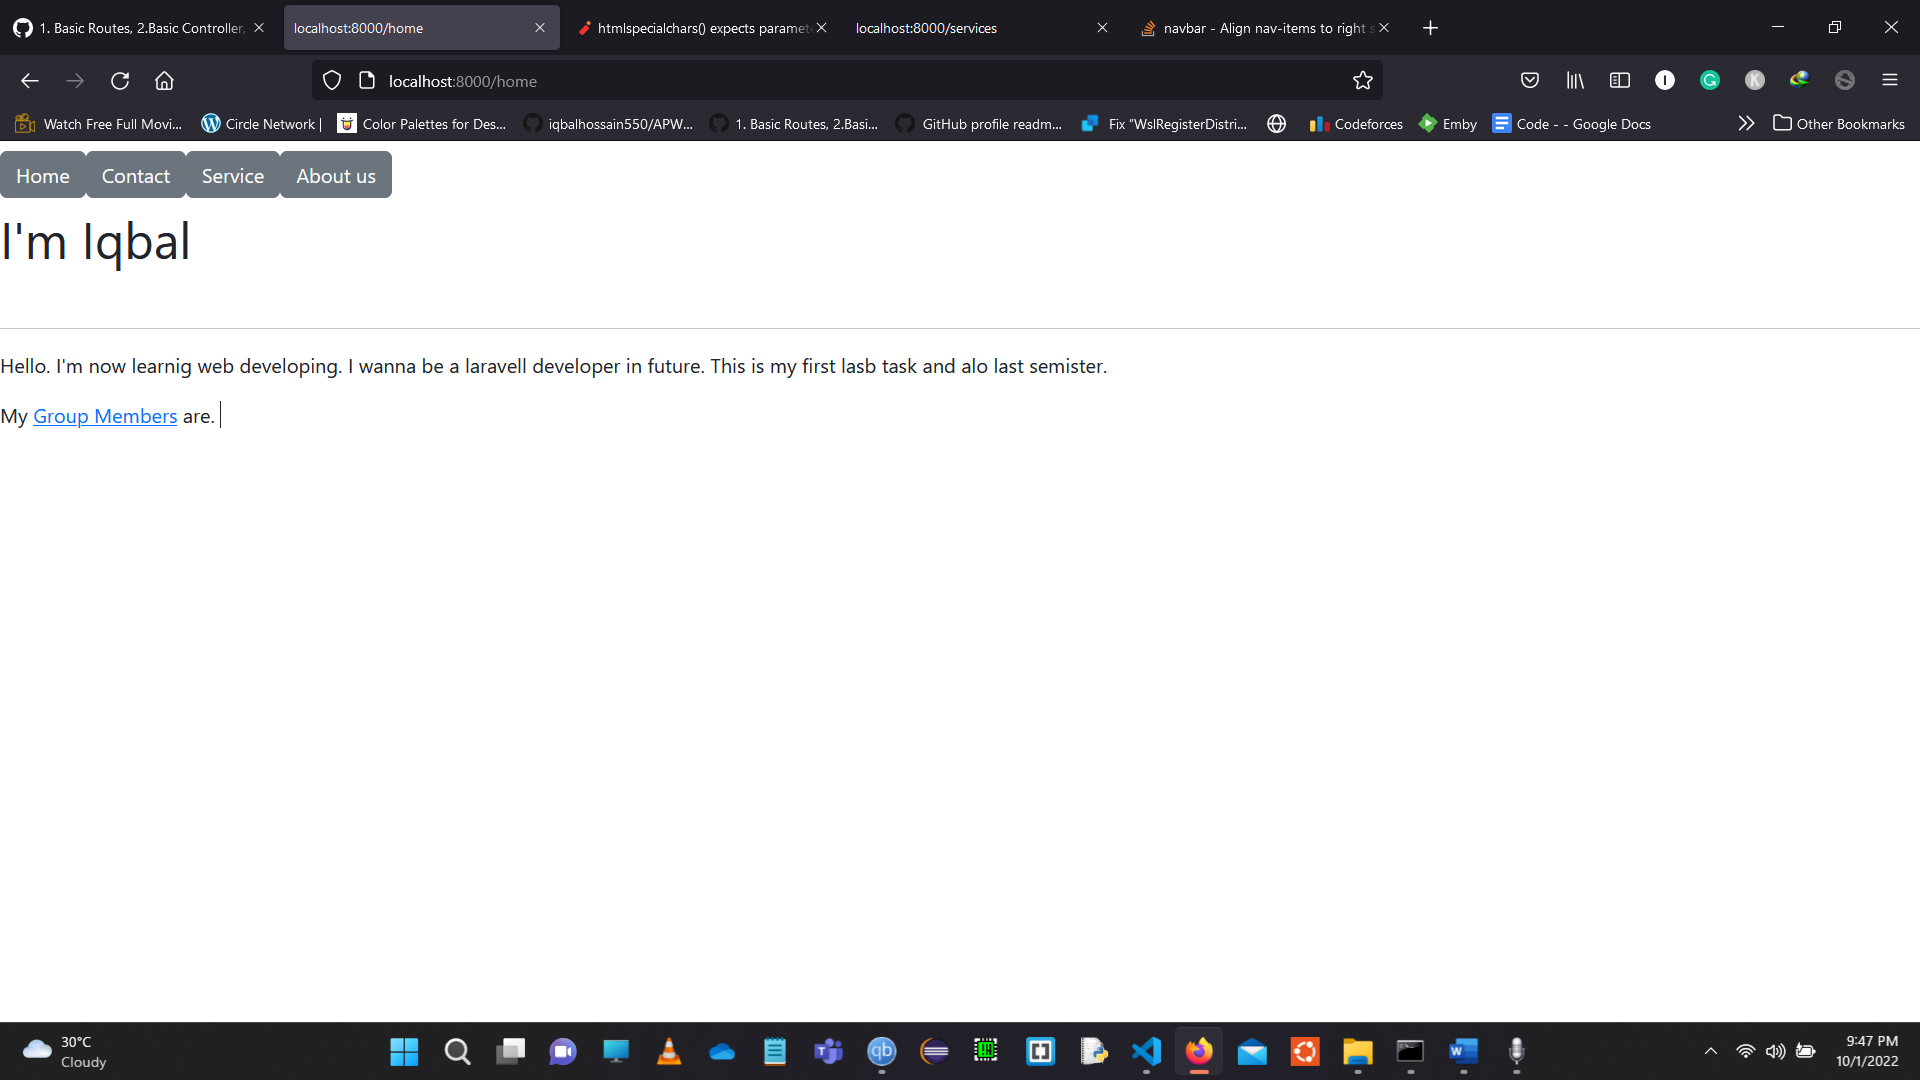 1. Basic Routes, 2.Basic Controller,
localhost:8000/home
htmlspecialchars() expects paramet
localhost:8000/services
navbar - Align nav-items to right s
localhost:8000/home
Watch Free Full Movi...
Circle Network |
Color Palettes for Des...
iqbalhossain550/APW...
1. Basic Routes, 2.Basi...
GitHub profile readm...
Fix "WslRegisterDistri...
Codeforces
Emby
Code - - Google Docs
Other Bookmarks
Home
Contact
Service
About us
I'm Iqbal
Hello. I'm now learnig web developing. I wanna be a laravell developer in future. This is my first lasb task and alo last semister.
My Group Members are.
30°C
Cloudy
9:47 PM
10/1/2022